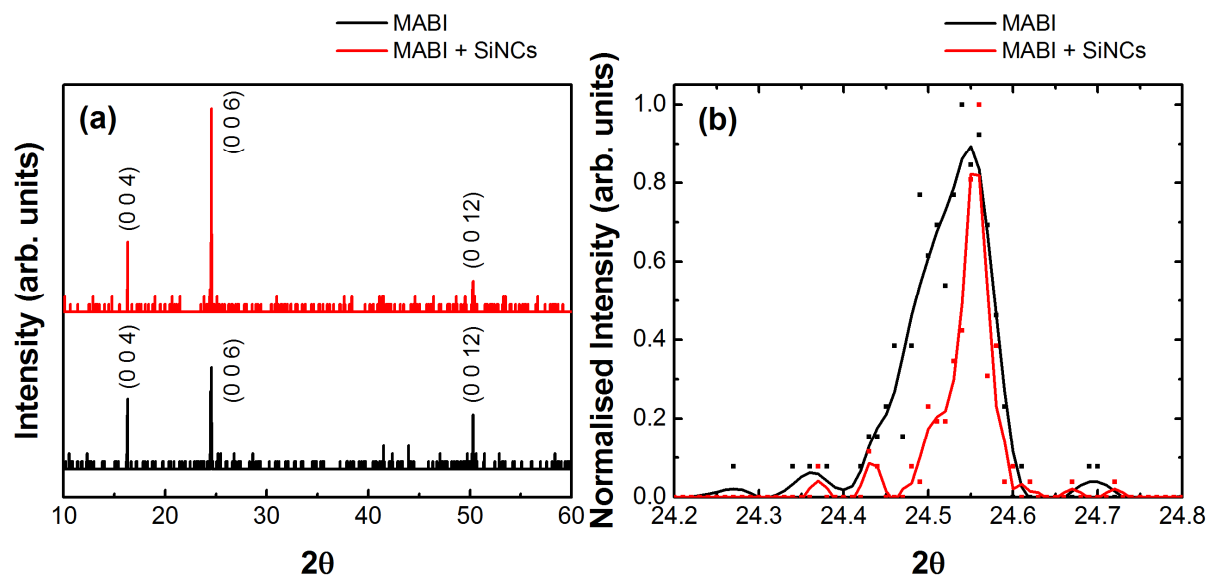 MABI
MABI + SiNCs
(a)
(0 0 4)
(0 0 6)
(0 0 12)
(0 0 4)
(0 0 6)
(0 0 12)
Intensity (arb. units)
10 20 30 40 50 60
2θ
MABI
MABI + SiNCs
(b)
Normalised Intensity (arb. units)
1.0
0.8
0.6
0.4
0.2
0.0
24.2 24.3 24.4 24.5 24.6 24.7 24.8
2θ